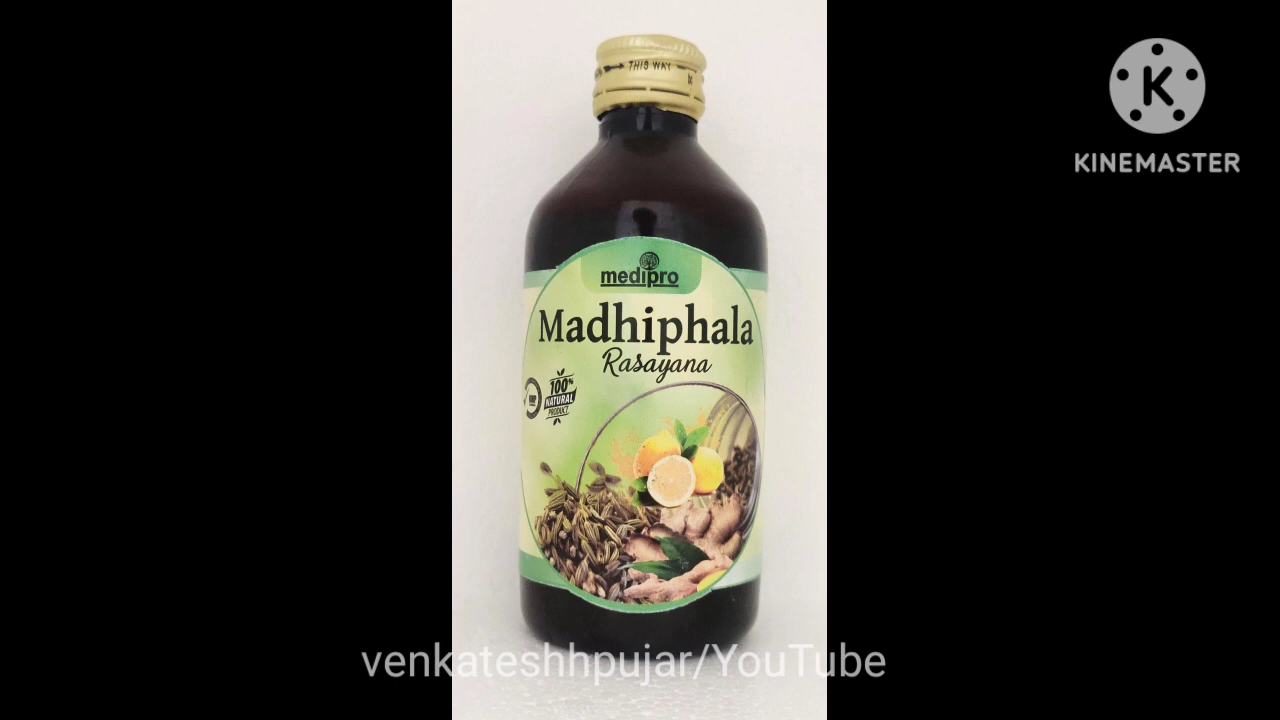 THIS WAY
KINEMASTER
medipro
Madhiphala
Rasayana
100%
NATURAL
PRODUCT
venkateshhpujar/YouTube